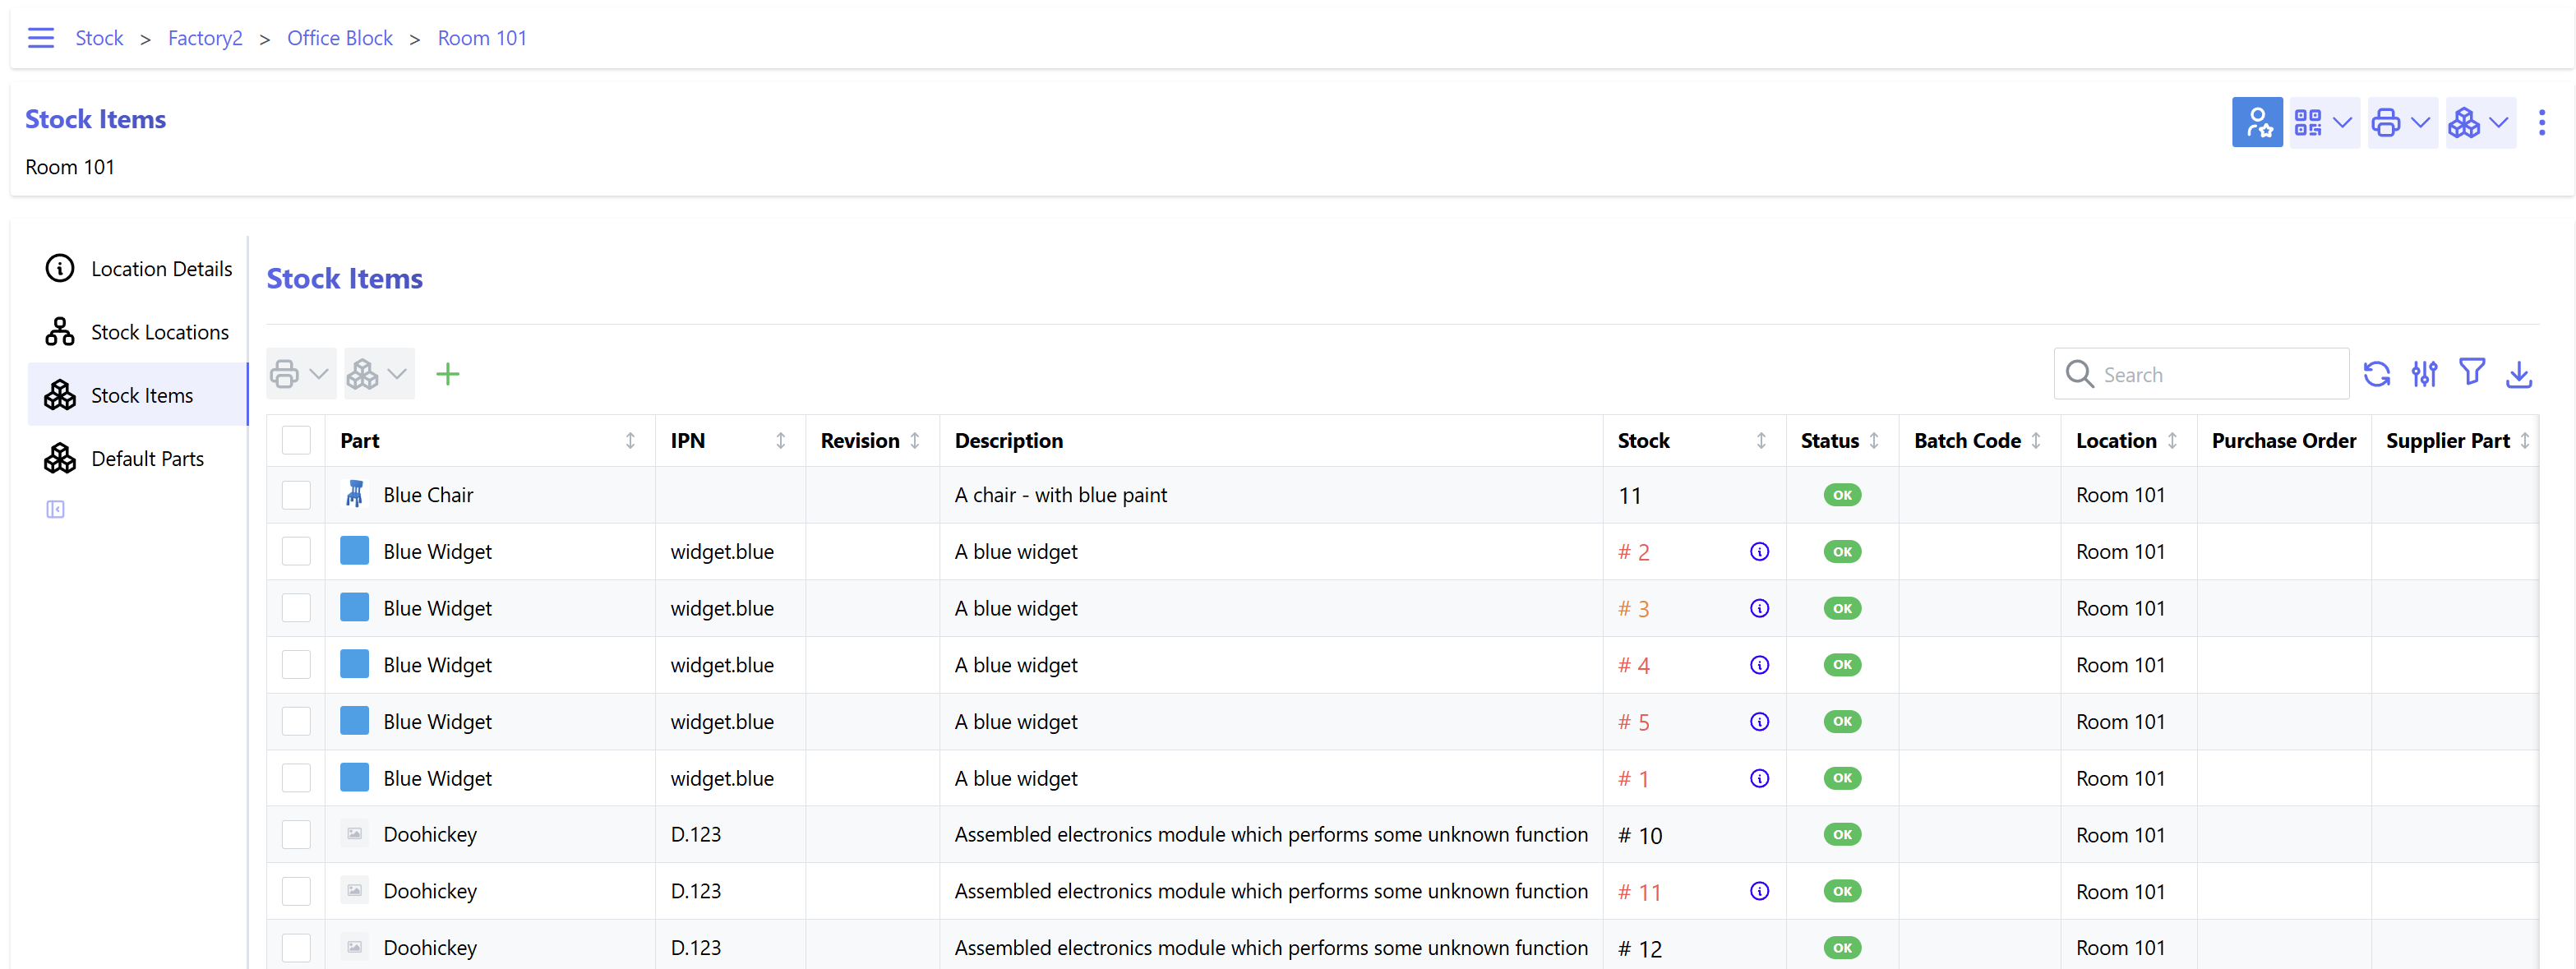 Stock > Factory2 > Office Block > Room 101
Stock Items
Room 101
Location Details
Stock Locations
Stock Items
Default Parts
Stock Items
Search
Part IPN Revision Description Stock Status Batch Code Location Purchase Order Supplier Part
Blue Chair A chair - with blue paint 11 OK Room 101
Blue Widget widget.blue A blue widget # 2 OK Room 101
Blue Widget widget.blue A blue widget # 3 OK Room 101
Blue Widget widget.blue A blue widget # 4 OK Room 101
Blue Widget widget.blue A blue widget # 5 OK Room 101
Blue Widget widget.blue A blue widget # 1 OK Room 101
Doohickey D.123 Assembled electronics module which performs some unknown function # 10 OK Room 101
Doohickey D.123 Assembled electronics module which performs some unknown function # 11 OK Room 101
Doohickey D.123 Assembled electronics module which performs some unknown function # 12 OK Room 101